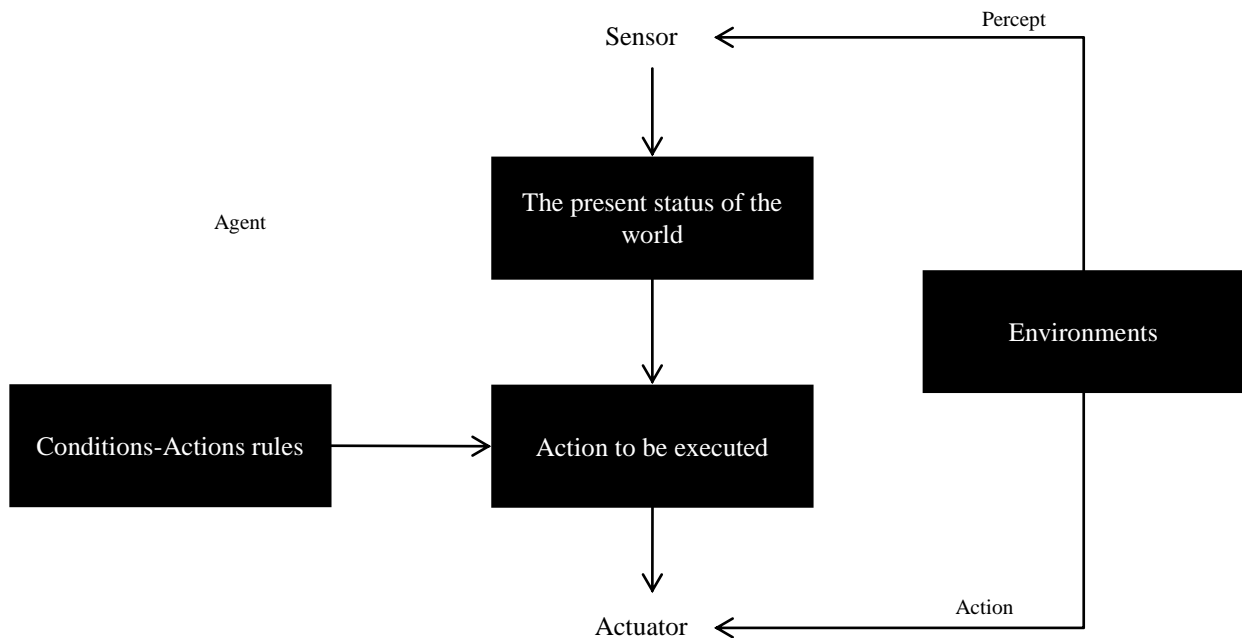 Percept
Sensor
The present status of the
world
Agent
Environments
Conditions-Actions rules
Action to be executed
Action
Actuator